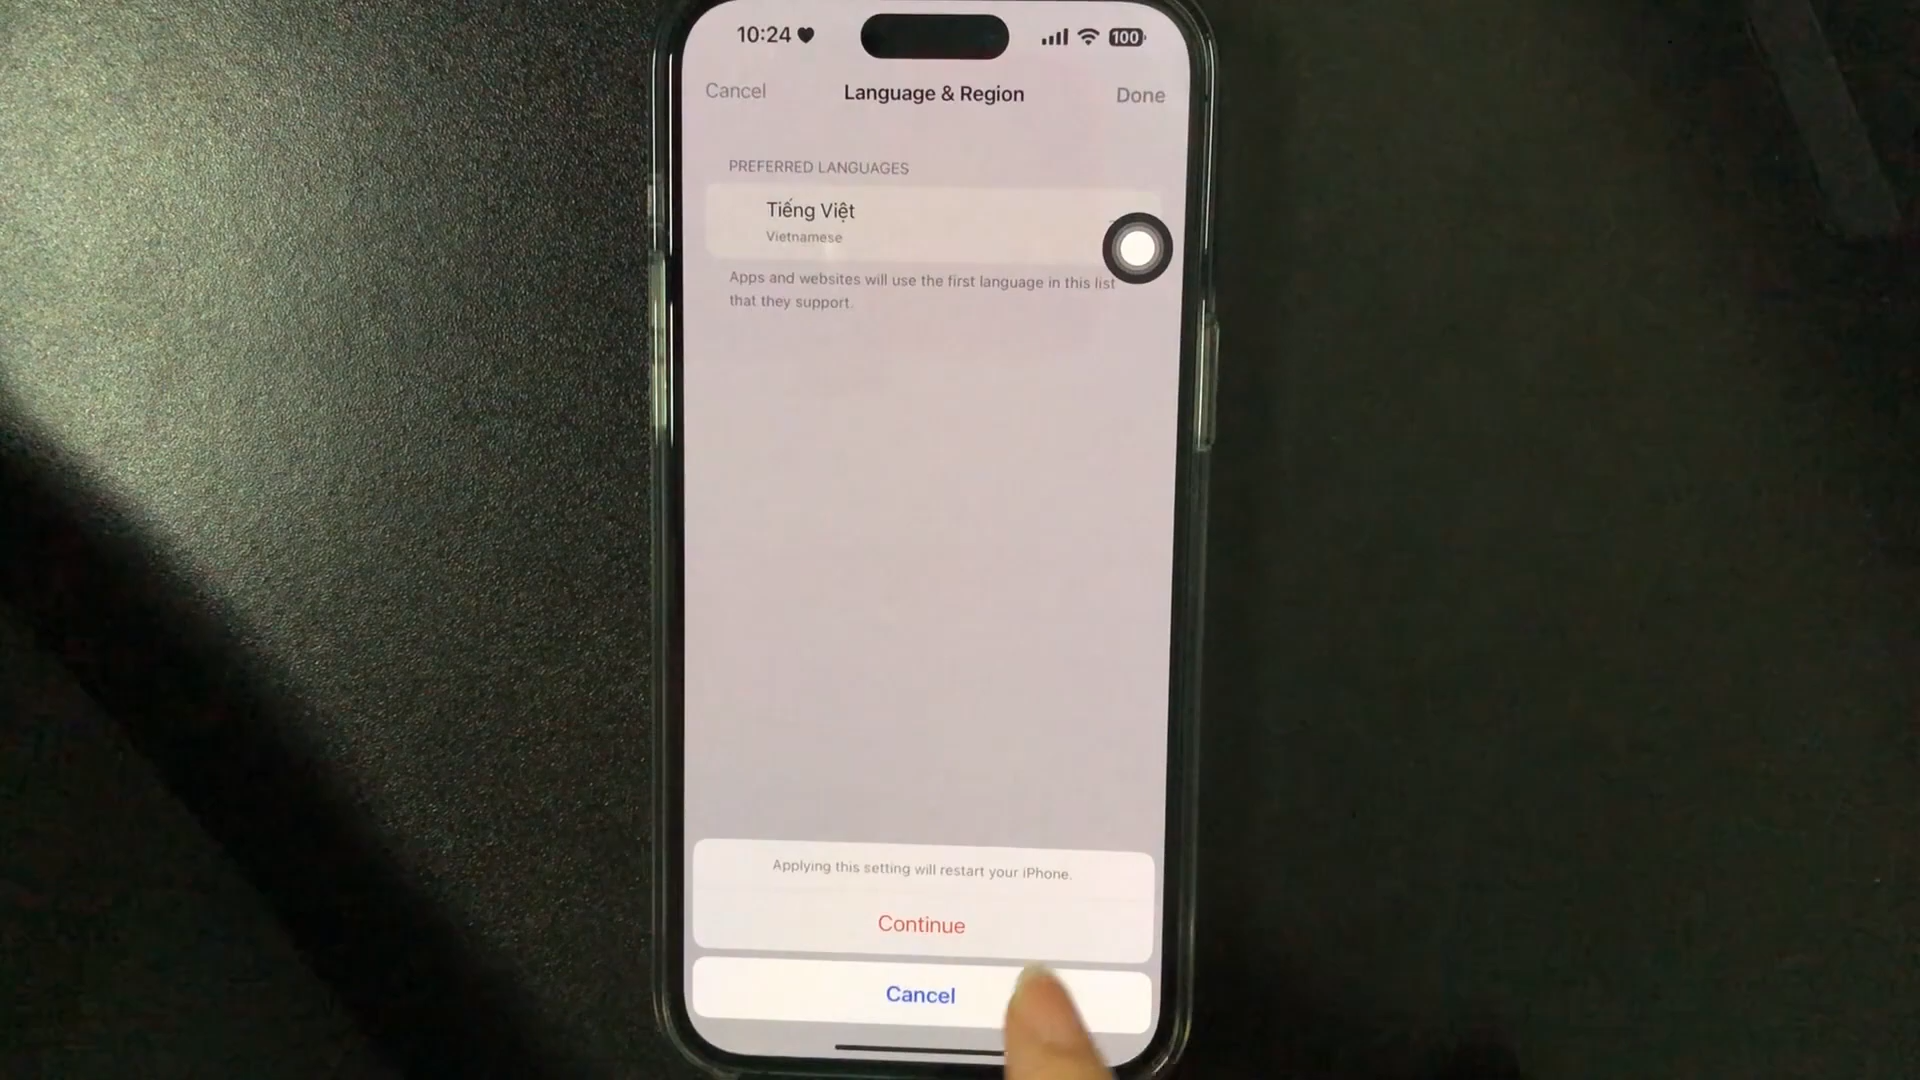 10:24
100
Cancel
Language & Region
Done
PREFERRED LANGUAGES
Tiếng Việt
Vietnamese
Apps and websites will use the first language in this list
that they support.
Applying this setting will restart your iPhone.
Continue
Cancel